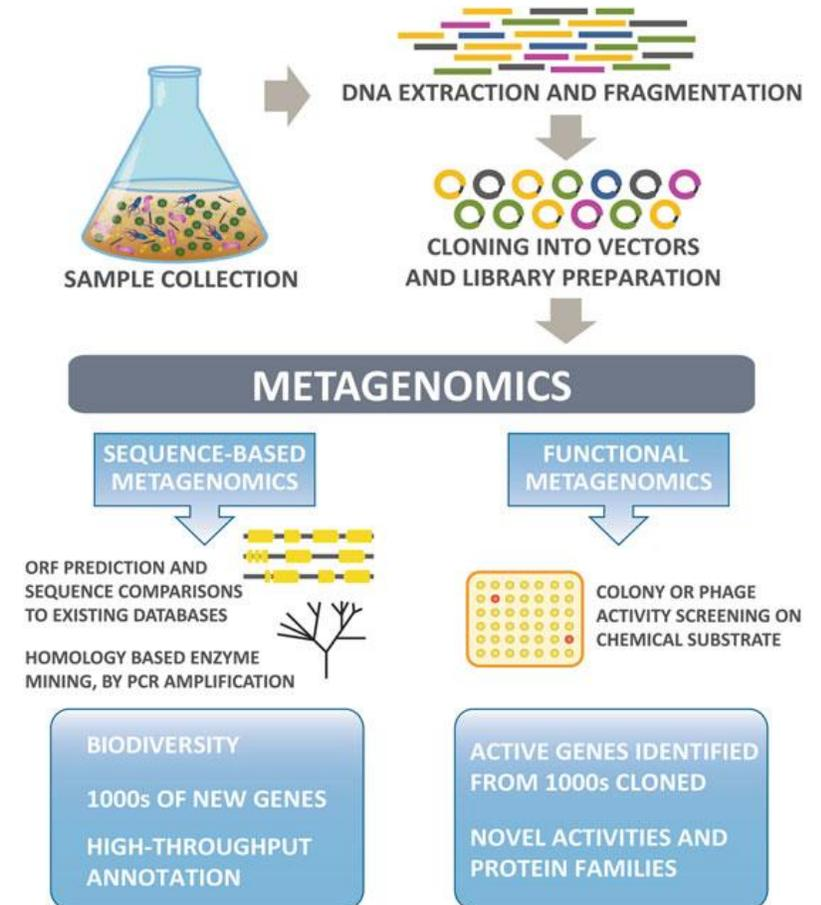 DNA EXTRACTION AND FRAGMENTATION
SAMPLE COLLECTION
CLONING INTO VECTORS
AND LIBRARY PREPARATION
METAGENOMICS
SEQUENCE-BASED
METAGENOMICS
ORF PREDICTION AND
SEQUENCE COMPARISONS
TO EXISTING DATABASES
HOMOLOGY BASED ENZYME
MINING, BY PCR AMPLIFICATION
BIODIVERSITY
1000s OF NEW GENES
HIGH-THROUGHPUT
ANNOTATION
FUNCTIONAL
METAGENOMICS
COLONY OR PHAGE
ACTIVITY SCREENING ON
CHEMICAL SUBSTRATE
ACTIVE GENES IDENTIFIED
FROM 1000s CLONED
NOVEL ACTIVITIES AND
PROTEIN FAMILIES